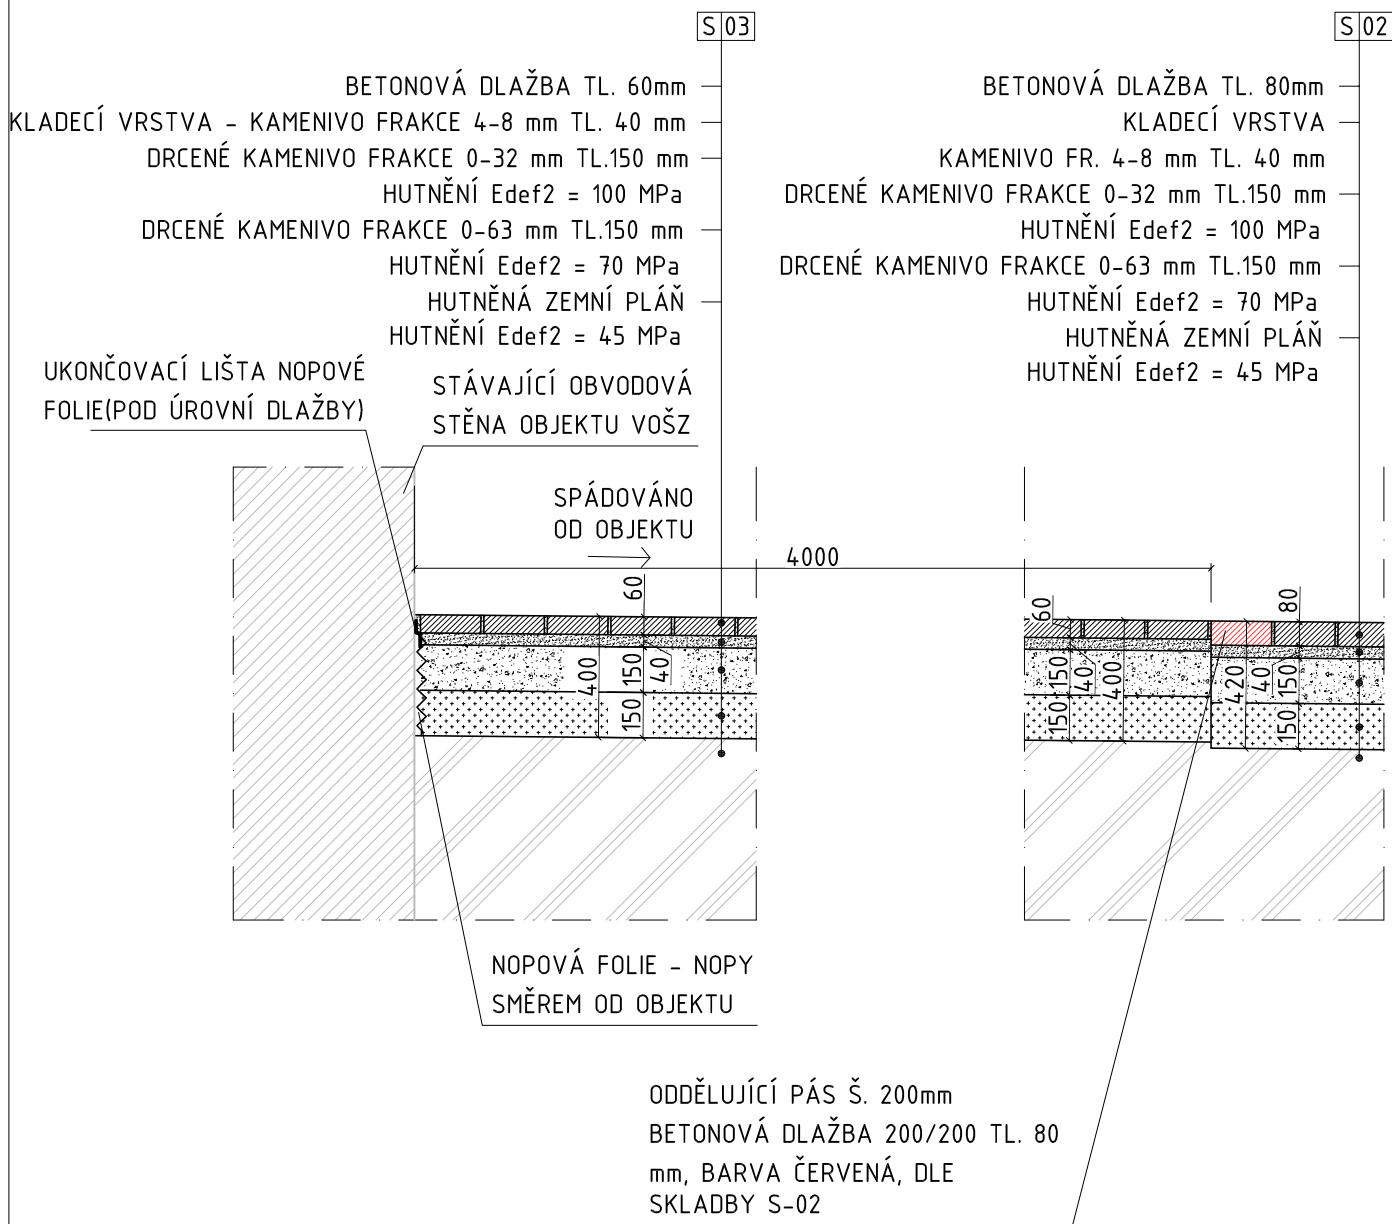 S 03
BETONOVÁ DLAŽBA TL. 60mm
KLADECÍ VRSTVA - KAMENIVO FRAKCE 4-8 mm TL. 40 mm
DRCENÉ KAMENIVO FRAKCE 0-32 mm TL.150 mm
HUTNĚNÍ Edef2 = 100 MPa
DRCENÉ KAMENIVO FRAKCE 0-63 mm TL.150 mm
HUTNĚNÍ Edef2 = 70 MPa
HUTNĚNÁ ZEMNÍ PLÁŇ
HUTNĚNÍ Edef2 = 45 MPa
S 02
BETONOVÁ DLAŽBA TL. 80mm
KLADECÍ VRSTVA
KAMENIVO FR. 4-8 mm TL. 40 mm
DRCENÉ KAMENIVO FRAKCE 0-32 mm TL.150 mm
HUTNĚNÍ Edef2 = 100 MPa
DRCENÉ KAMENIVO FRAKCE 0-63 mm TL.150 mm
HUTNĚNÍ Edef2 = 70 MPa
HUTNĚNÁ ZEMNÍ PLÁŇ
HUTNĚNÍ Edef2 = 45 MPa
UKONČOVACÍ LIŠTA NOPOVÉ
FOLIE(POD ÚROVNÍ DLAŽBY)
STÁVAJÍCÍ OBVODOVÁ
STĚNA OBJEKTU VOŠZ
SPÁDOVÁNO
OD OBJEKTU
4000
60
400
150
40
150
60
150
40
400
150
80
420
40
150
150
NOPOVÁ FOLIE - NOPY
SMĚREM OD OBJEKTU
ODDĚLUJÍCÍ PÁS Š. 200mm
BETONOVÁ DLAŽBA 200/200 TL. 80
mm, BARVA ČERVENÁ, DLE
SKLADBY S-02